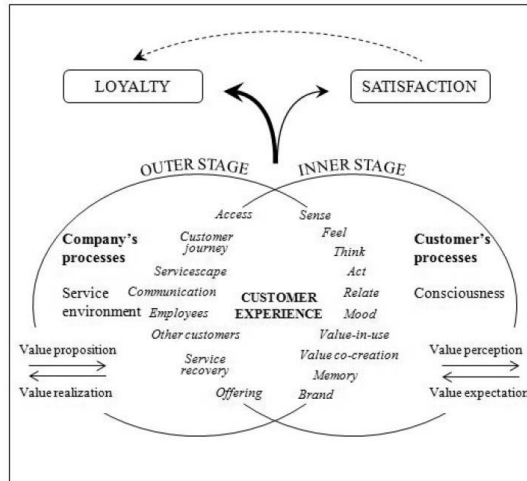 LOYALTY
SATISFACTION
OUTER STAGE
INNER STAGE
Company's
processes
Service
environment
Value proposition
Value realization
Access
Customer
journey
Servicescape
Communication
Employees
Other customers
Service
recovery
Offering
CUSTOMER
EXPERIENCE
Sense
Feel
Think
Act
Relate
Mood
Value-in-use
Value co-creation
Memory
Brand
Customer's
processes
Consciousness
Value perception
Value expectation